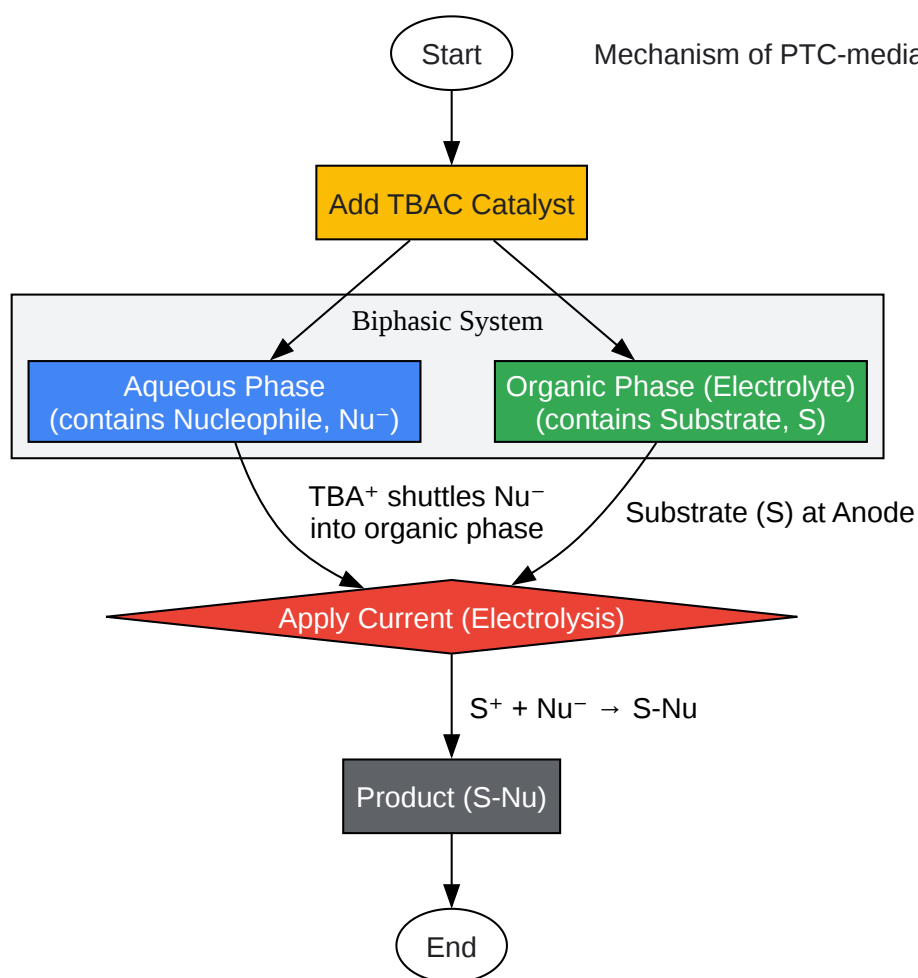 Start
Mechanism of PTC-media
Add TBAC Catalyst
Biphasic System
Aqueous Phase
(contains Nucleophile, Nu⁻)
Organic Phase (Electrolyte)
(contains Substrate, S)
TBA⁺ shuttles Nu⁻
into organic phase
Substrate (S) at Anode
Apply Current (Electrolysis)
S⁺ + Nu⁻ → S-Nu
Product (S-Nu)
End